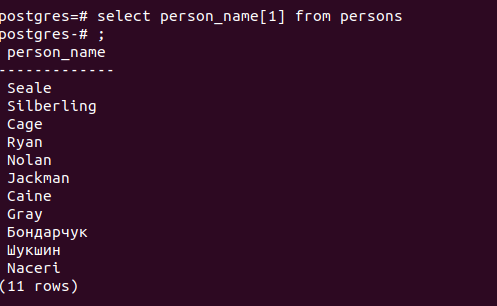 postgres=# select person_name[1] from persons
postgres-# ;
person_name
-------------
Seale
Silberling
Cage
Ryan
Nolan
Jackman
Caine
Gray
Бондарчук
Шукшин
Naceri
(11 rows)